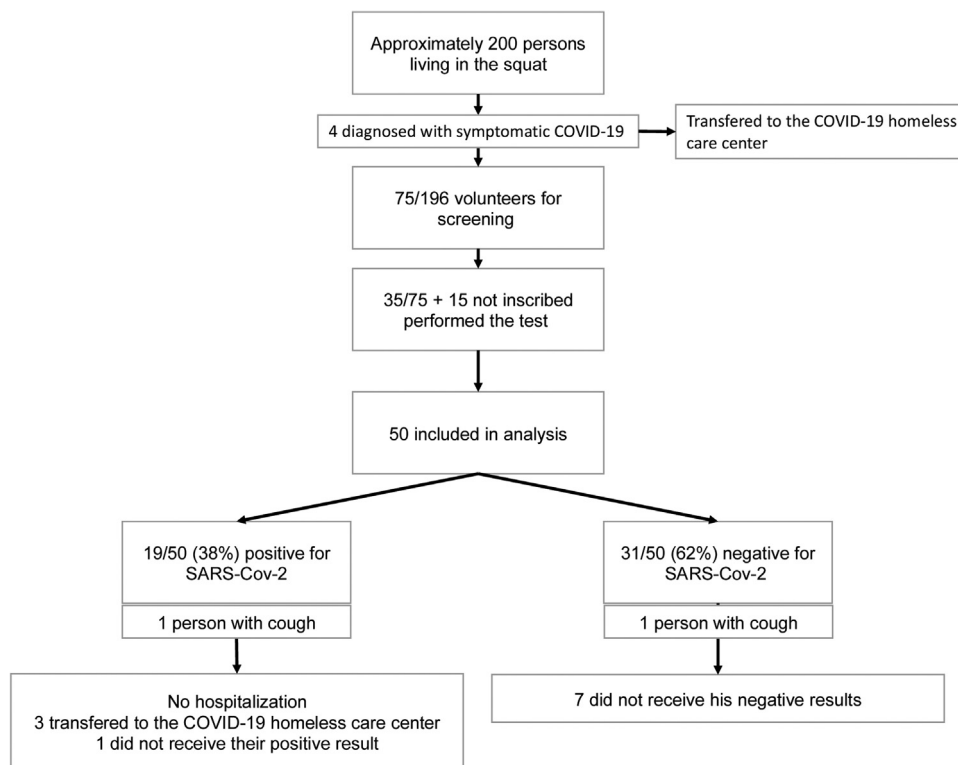 Approximately 200 persons
living in the squat
4 diagnosed with symptomatic COVID-19
Transfered to the COVID-19 homeless
care center
75/196 volunteers for
screening
35/75 + 15 not inscribed
performed the test
50 included in analysis
19/50 (38%) positive for
SARS-Cov-2
31/50 (62%) negative for
SARS-Cov-2
1 person with cough
1 person with cough
No hospitalization
3 transfered to the COVID-19 homeless care center
1 did not receive their positive result
7 did not receive his negative results